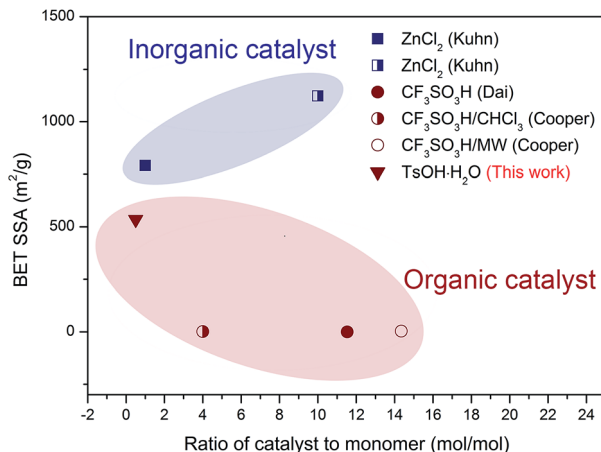 1500
1000
500
0
BET SSA (m²/g)
Inorganic catalyst
ZnCl₂ (Kuhn)
ZnCl₂ (Kuhn)
CF₃SO₃H (Dai)
CF₃SO₃H/CHCl₃ (Cooper)
CF₃SO₃H/MW (Cooper)
TsOH·H₂O (This work)
Organic catalyst
-2 0 2 4 6 8 10 12 14 16 18 20 22 24
Ratio of catalyst to monomer (mol/mol)